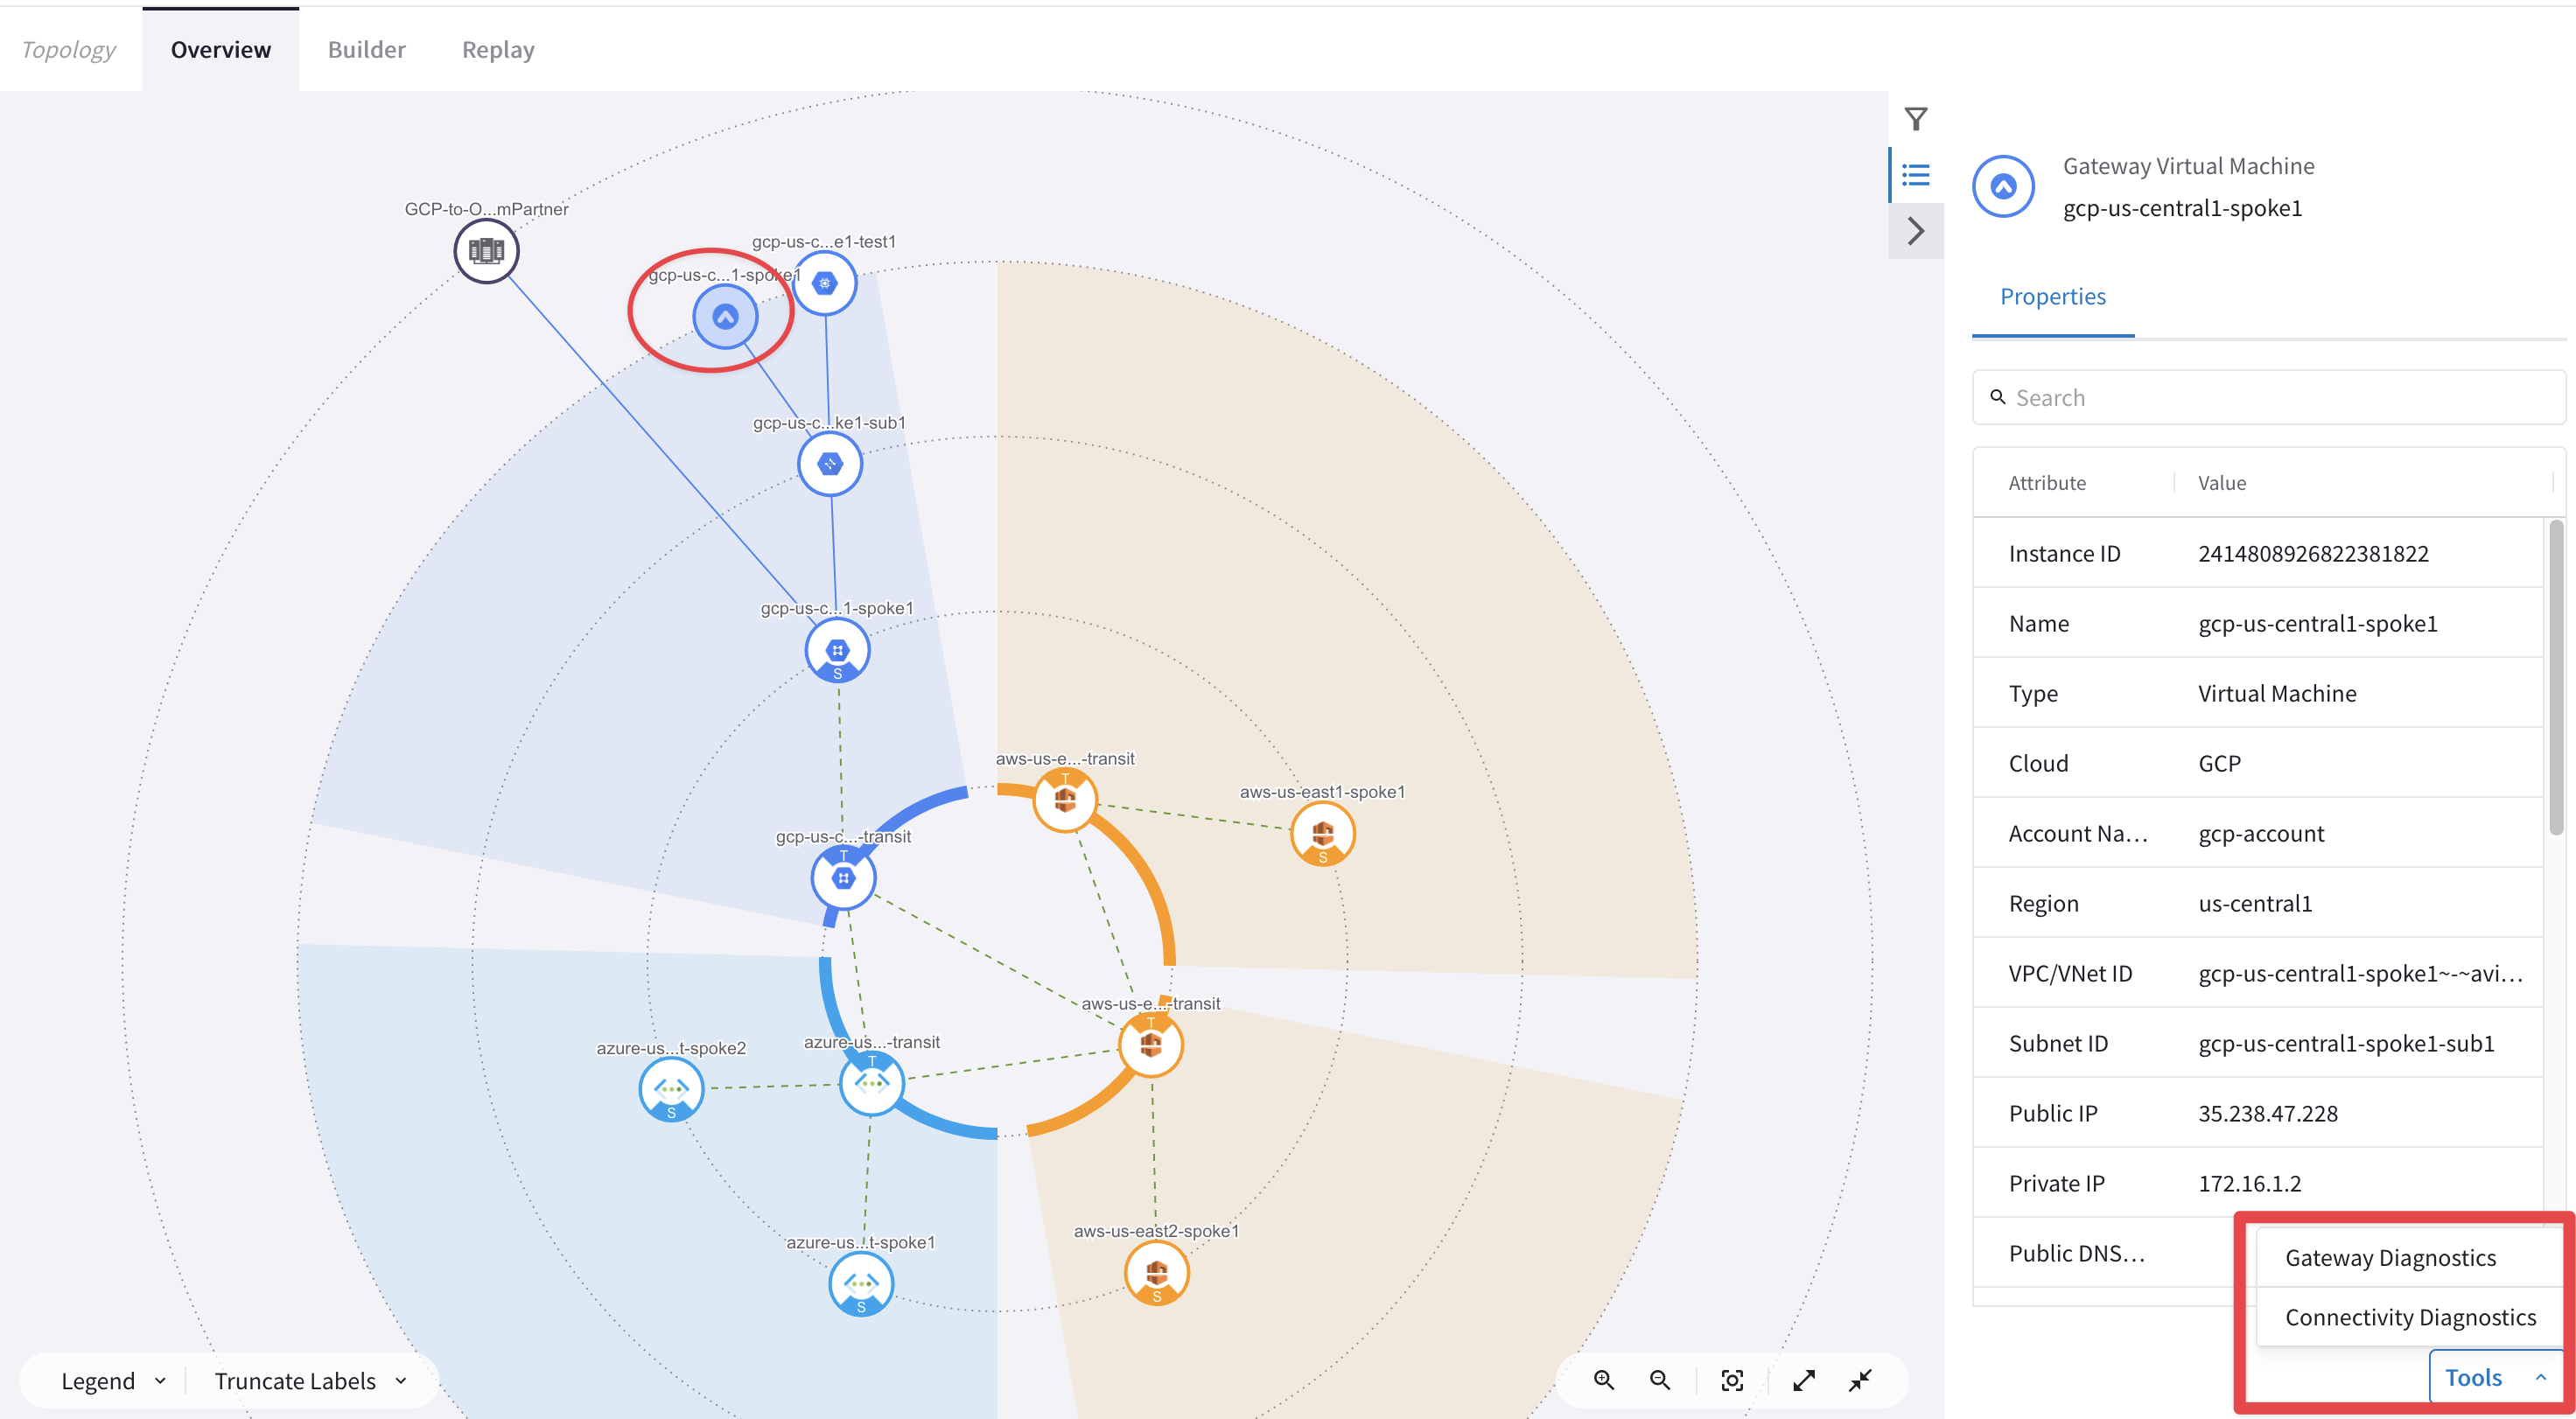 Topology
Overview
Builder
Replay
GCP-to-O...mPartner
gcp-us-c...e1-test1
gcp-us-c...1-spoke1
gcp-us-c...ke1-sub1
gcp-us-c...1-spoke1
S
aws-us-e...-transit
T
aws-us-east1-spoke1
S
gcp-us-c...-transit
T
aws-us-e...-transit
T
azure-us...-transit
T
azure-us...t-spoke2
S
azure-us...t-spoke1
S
aws-us-east2-spoke1
S
Legend
Truncate Labels
Gateway Virtual Machine
gcp-us-central1-spoke1
Properties
Search
Attribute Value
Instance ID 2414808926822381822
Name gcp-us-central1-spoke1
Type Virtual Machine
Cloud GCP
Account Na... gcp-account
Region us-central1
VPC/VNet ID gcp-us-central1-spoke1~-~avi...
Subnet ID gcp-us-central1-spoke1-sub1
Public IP 35.238.47.228
Private IP 172.16.1.2
Public DNS...
Gateway Diagnostics
Connectivity Diagnostics
Tools